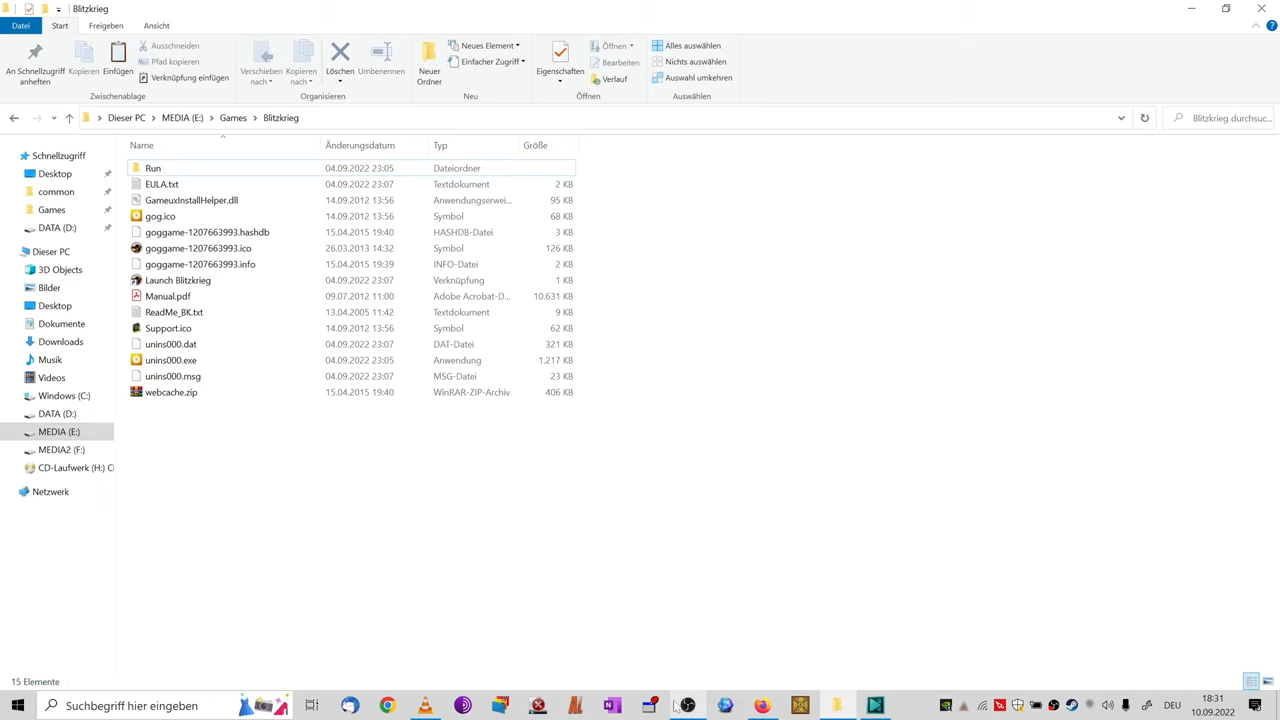 Blitzkrieg
Datei Start Freigeben Ansicht
An Schnellzugriff anheften
Kopieren
Einfügen
Ausschneiden
Pfad kopieren
Verknüpfung einfügen
Zwischenablage
Verschieben nach
Kopieren nach
Löschen
Umbenennen
Organisieren
Neuer Ordner
Neues Element
Einfacher Zugriff
Neu
Eigenschaften
Öffnen
Bearbeiten
Verlauf
Öffnen
Alles auswählen
Nichts auswählen
Auswahl umkehren
Auswählen
Dieser PC MEDIA (E:) Games Blitzkrieg
Blitzkrieg durchsuc...
Name Änderungsdatum Typ Größe
Run 04.09.2022 23:05 Dateiordner
EULA.txt 04.09.2022 23:07 Textdokument 2 KB
GameuxInstallHelper.dll 14.09.2012 13:56 Anwendungserwei... 95 KB
gog.ico 14.09.2012 13:56 Symbol 68 KB
goggame-1207663993.hashdb 15.04.2015 19:40 HASHDB-Datei 3 KB
goggame-1207663993.ico 26.03.2013 14:32 Symbol 126 KB
goggame-1207663993.info 15.04.2015 19:39 INFO-Datei 2 KB
Launch Blitzkrieg 04.09.2022 23:07 Verknüpfung 1 KB
Manual.pdf 09.07.2012 11:00 Adobe Acrobat-D... 10.631 KB
ReadMe_BK.txt 13.04.2005 11:42 Textdokument 9 KB
Support.ico 14.09.2012 13:56 Symbol 62 KB
unins000.dat 04.09.2022 23:07 DAT-Datei 321 KB
unins000.exe 04.09.2022 23:05 Anwendung 1.217 KB
unins000.msg 04.09.2022 23:07 MSG-Datei 23 KB
webcache.zip 15.04.2015 19:40 WinRAR-ZIP-Archiv 406 KB
Schnellzugriff
Desktop
common
Games
DATA (D:)
Dieser PC
3D Objects
Bilder
Desktop
Dokumente
Downloads
Musik
Videos
Windows (C:)
DATA (D:)
MEDIA (E:)
MEDIA2 (F:)
CD-Laufwerk (H:) C
Netzwerk
15 Elemente
Suchbegriff hier eingeben
DEU
18:31
10.09.2022